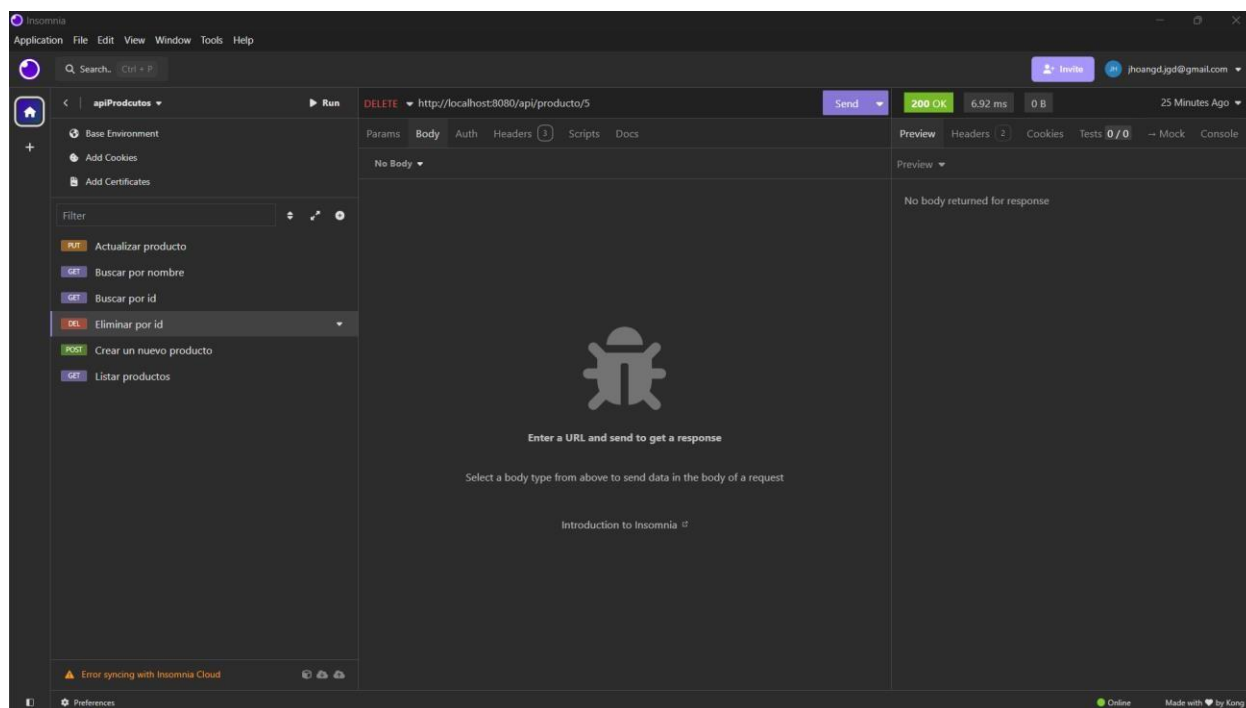 Insomnia
Application File Edit View Window Tools Help
Search.. Ctrl + P
Invite
JH
jhoangd.jgd@gmail.com
apiProdcutos
Run
Base Environment
Add Cookies
Add Certificates
Filter
PUT Actualizar producto
GET Buscar por nombre
GET Buscar por id
DEL Eliminar por id
POST Crear un nuevo producto
GET Listar productos
Error syncing with Insomnia Cloud
Preferences
DELETE http://localhost:8080/api/producto/5
Send
Params Body Auth Headers 3 Scripts Docs
No Body
Enter a URL and send to get a response
Select a body type from above to send data in the body of a request
Introduction to Insomnia
200 OK 6.92 ms 0 B 25 Minutes Ago
Preview Headers 2 Cookies Tests 0 / 0 → Mock Console
Preview
No body returned for response
Online
Made with by Kong